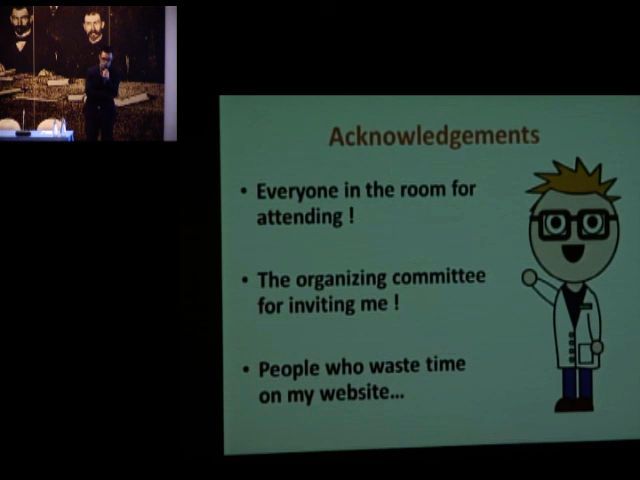 Acknowledgements
• Everyone in the room for
attending !
• The organizing committee
for inviting me !
• People who waste time
on my website...